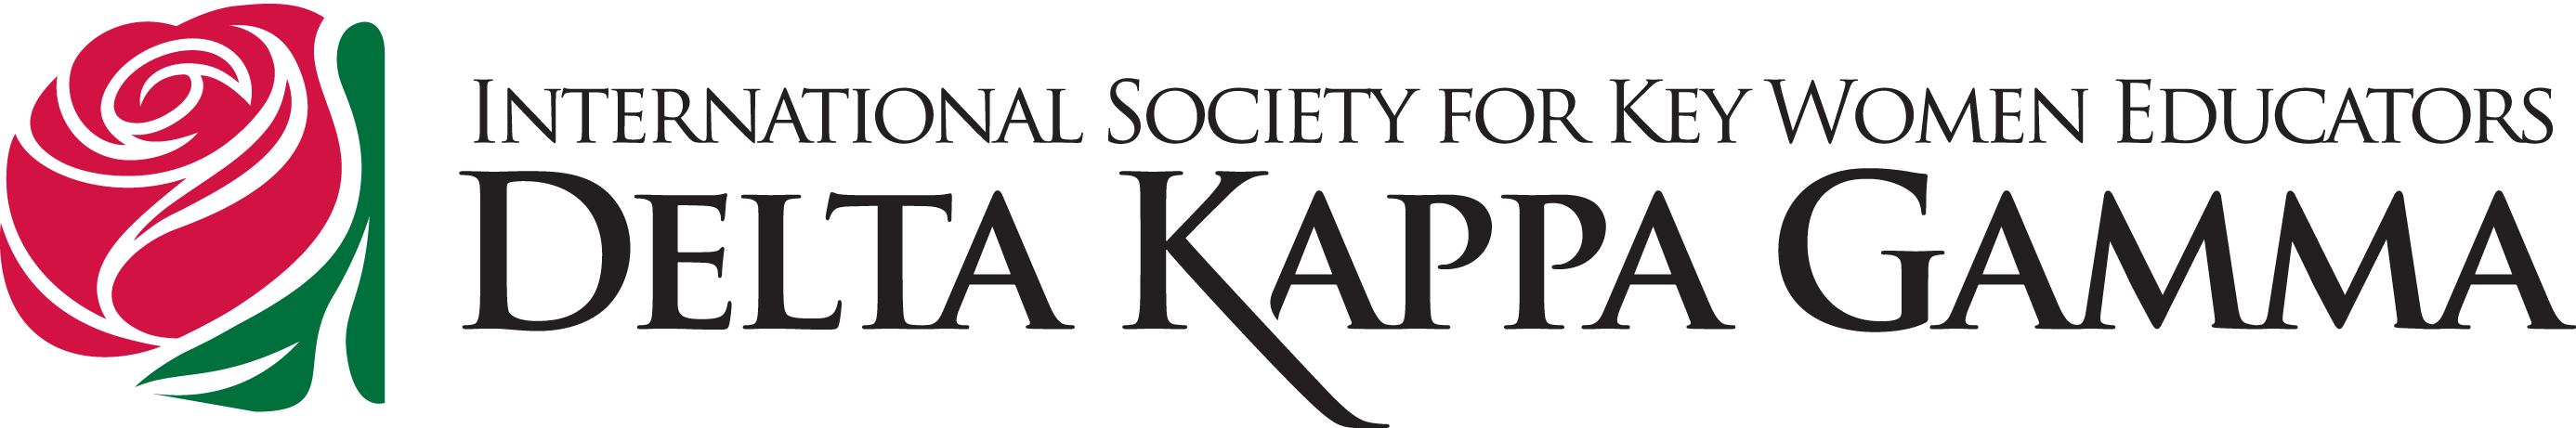 International Society for Key Women Educators
Delta Kappa Gamma